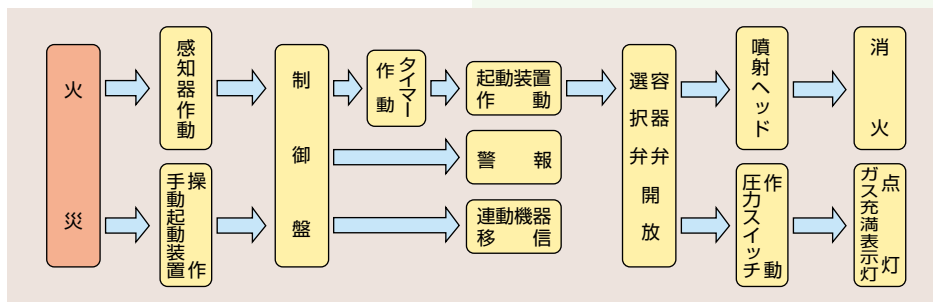 火災
感知器作動
手動起動装置
操作
制御盤
タイマー
作動
起動装置
作動
警報
連動機器
移信
容器弁
選択弁
開放
噴射ヘッド
圧力スイッチ
作動
消火
ガス充満表示灯
点灯